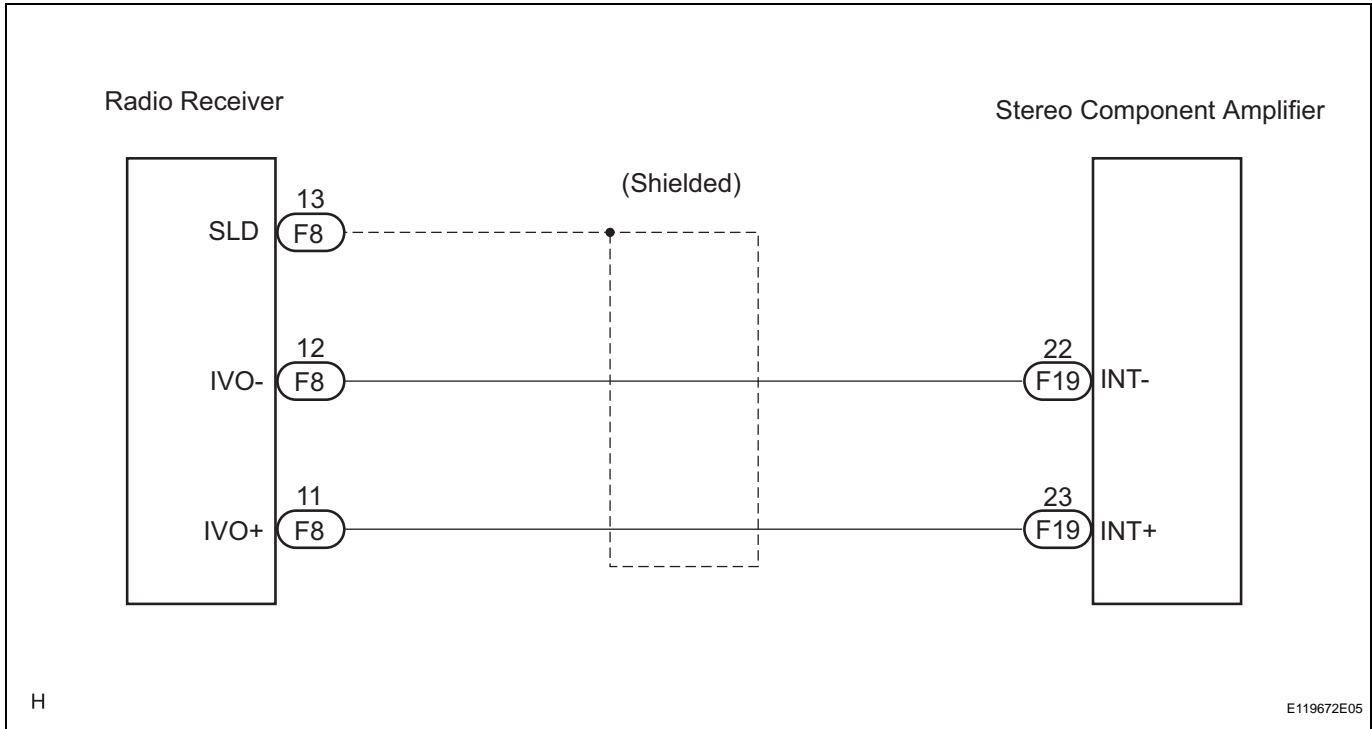 Radio Receiver
Stereo Component Amplifier
(Shielded)
13
SLD
F8
12
22
IVO-
F8
F19
INT-
11
23
IVO+
F8
F19
INT+
H
E119672E05